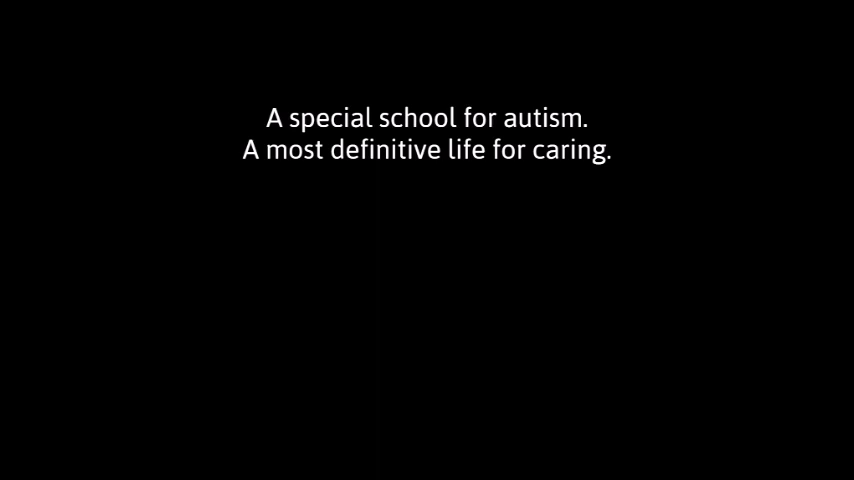 A special school for autism.
A most definitive life for caring.